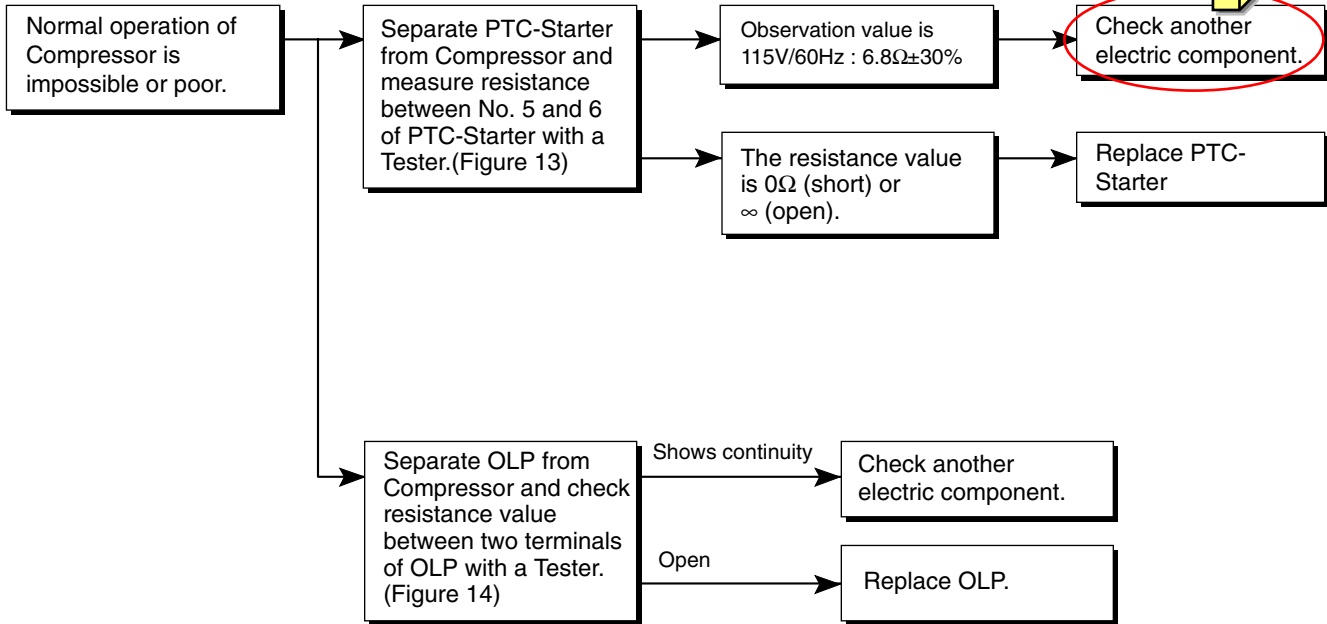 Normal operation of
Compressor is
impossible or poor.
Separate PTC-Starter
from Compressor and
measure resistance
between No. 5 and 6
of PTC-Starter with a
Tester.(Figure 13)
Observation value is
115V/60Hz : 6.8Ω±30%
Check another
electric component.
The resistance value
is 0Ω (short) or
∞ (open).
Replace PTC-
Starter
Separate OLP from
Compressor and check
resistance value
between two terminals
of OLP with a Tester.
(Figure 14)
Shows continuity
Check another
electric component.
Open
Replace OLP.